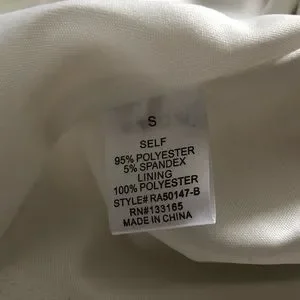 S
SELF
95% POLYESTER
5% SPANDEX
LINING
100% POLYESTER
STYLE# RA50147-B
RN#133165
MADE IN CHINA